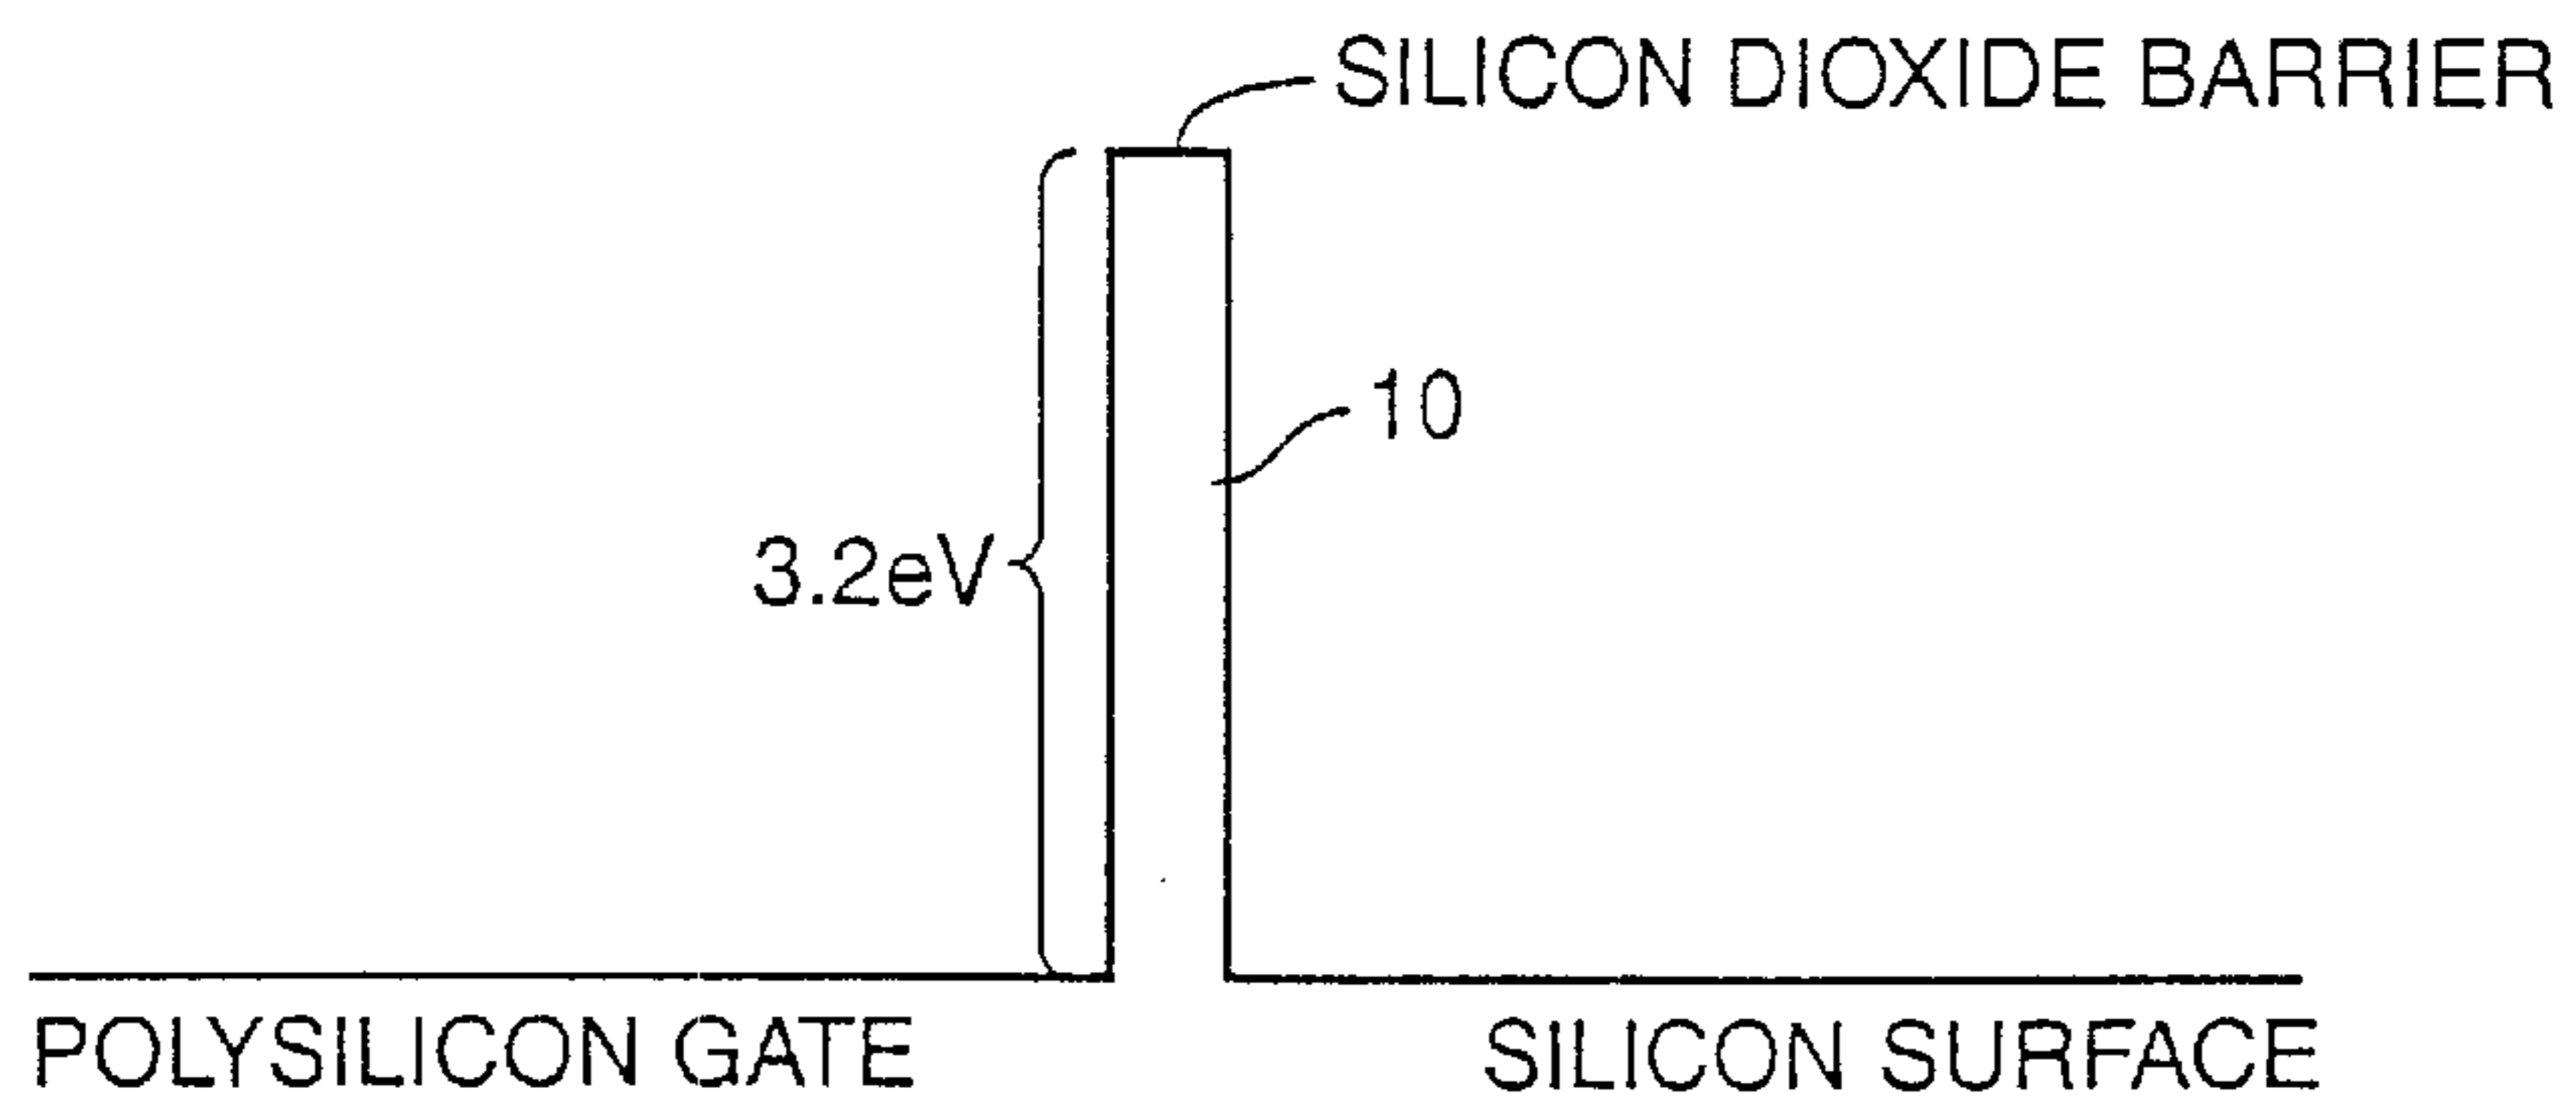 SILICON DIOXIDE BARRIER
10
3.2eV
POLYSILICON GATE
SILICON SURFACE